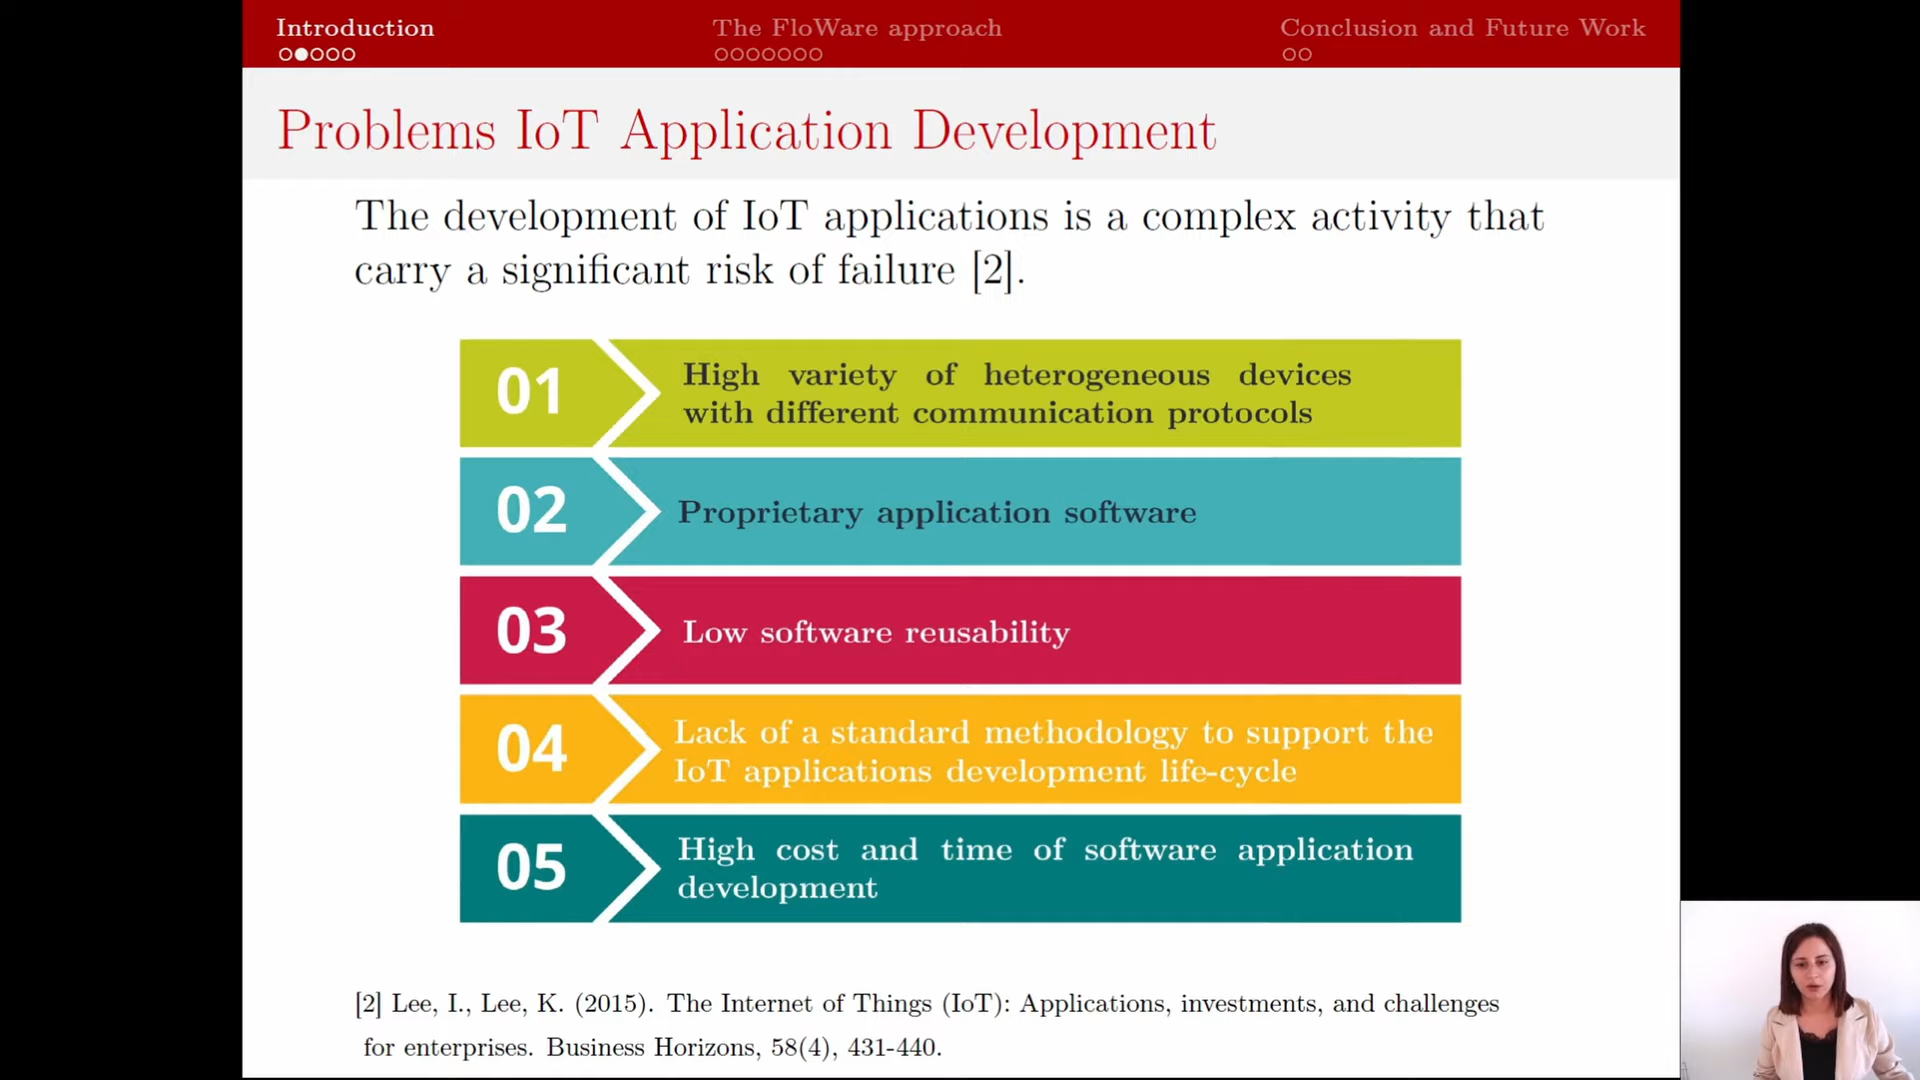 Introduction
The FloWare approach
Conclusion and Future Work
Problems IoT Application Development
The development of IoT applications is a complex activity that
carry a significant risk of failure [2].
01
High variety of heterogeneous devices
with different communication protocols
02
Proprietary application software
03
Low software reusability
04
Lack of a standard methodology to support the
IoT applications development life-cycle
05
High cost and time of software application
development
[2] Lee, I., Lee, K. (2015). The Internet of Things (IoT): Applications, investments, and challenges
for enterprises. Business Horizons, 58(4), 431-440.